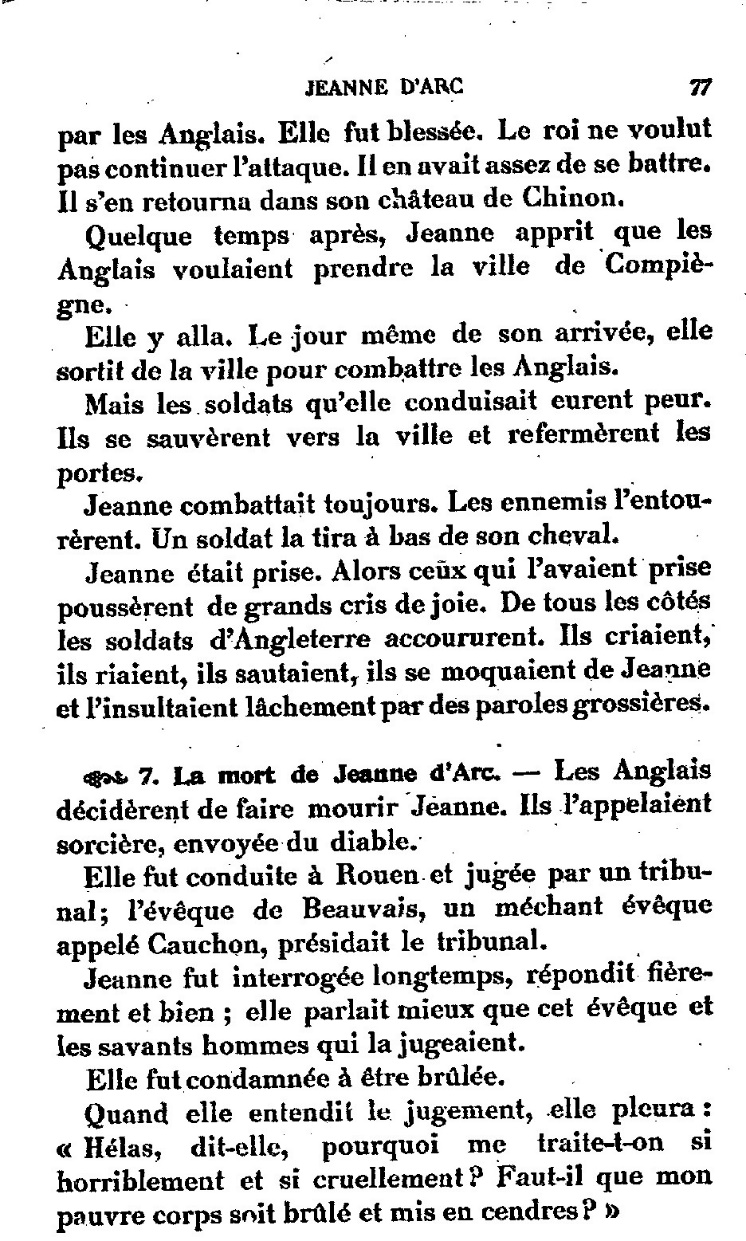 JEANNE D'ARC 77
par les Anglais. Elle fut blessée. Le roi ne voulut
pas continuer l'attaque. Il en avait assez de se battre.
Il s'en retourna dans son château de Chinon.
Quelque temps après, Jeanne apprit que les
Anglais voulaient prendre la ville de Compiè-
gne.
Elle y alla. Le jour même de son arrivée, elle
sortit de la ville pour combattre les Anglais.
Mais les soldats qu'elle conduisait eurent peur.
Ils se sauvèrent vers la ville et refermèrent les
portes.
Jeanne combattait toujours. Les ennemis l'entou-
rèrent. Un soldat la tira à bas de son cheval.
Jeanne était prise. Alors ceux qui l'avaient prise
poussèrent de grands cris de joie. De tous les côtés
les soldats d'Angleterre accoururent. Ils criaient,
ils riaient, ils sautaient, ils se moquaient de Jeanne
et l'insultaient lâchement par des paroles grossières.
7. La mort de Jeanne d'Arc. — Les Anglais
décidèrent de faire mourir Jeanne. Ils l'appelaient
sorcière, envoyée du diable.
Elle fut conduite à Rouen et jugée par un tribu-
nal; l'évêque de Beauvais, un méchant évêque
appelé Cauchon, présidait le tribunal.
Jeanne fut interrogée longtemps, répondit fière-
ment et bien ; elle parlait mieux que cet évêque et
les savants hommes qui la jugeaient.
Elle fut condamnée à être brûlée.
Quand elle entendit le jugement, elle pleura :
« Hélas, dit-elle, pourquoi me traite-t-on si
horriblement et si cruellement? Faut-il que mon
pauvre corps soit brûlé et mis en cendres? »